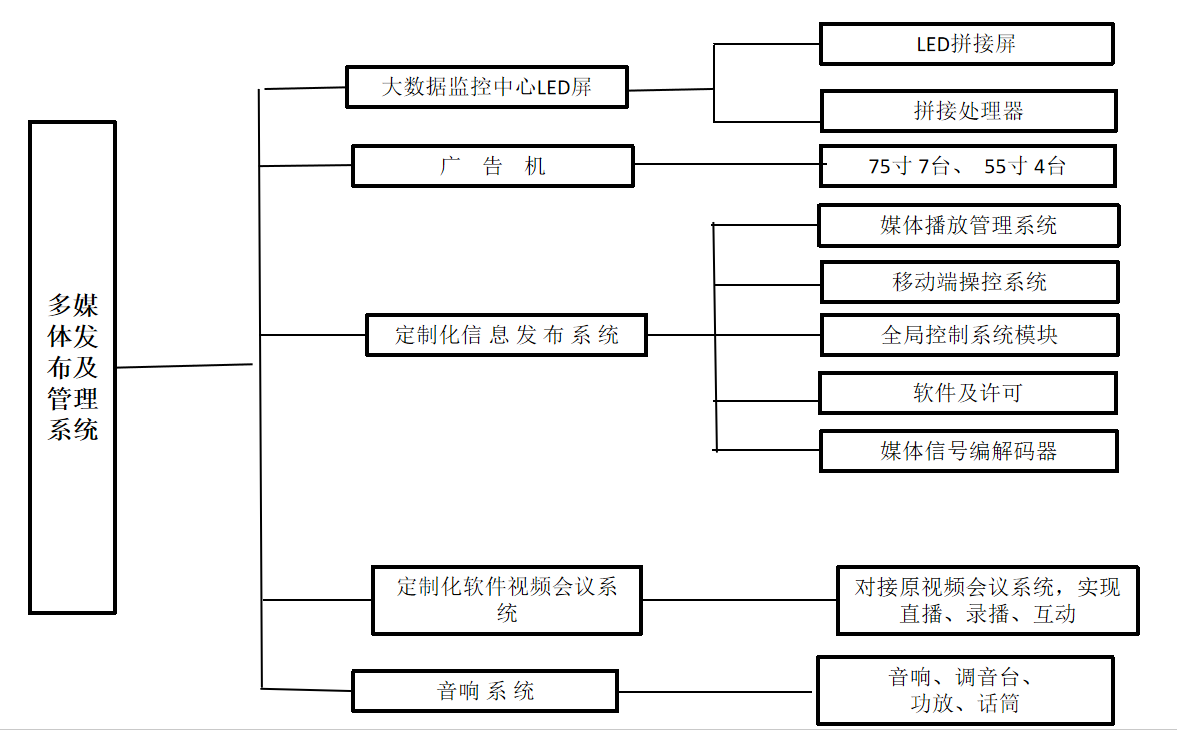 多媒
体发
布及
管理
系统
大数据监控中心LED屏
LED拼接屏
拼接处理器
广 告 机
75寸 7台、 55寸 4台
定制化信 息 发 布 系 统
媒体播放管理系统
移动端操控系统
全局控制系统模块
软件及许可
媒体信号编解码器
定制化软件视频会议系
统
对接原视频会议系统，实现
直播、录播、互动
音响 系 统
音响、调音台、
功放、话筒